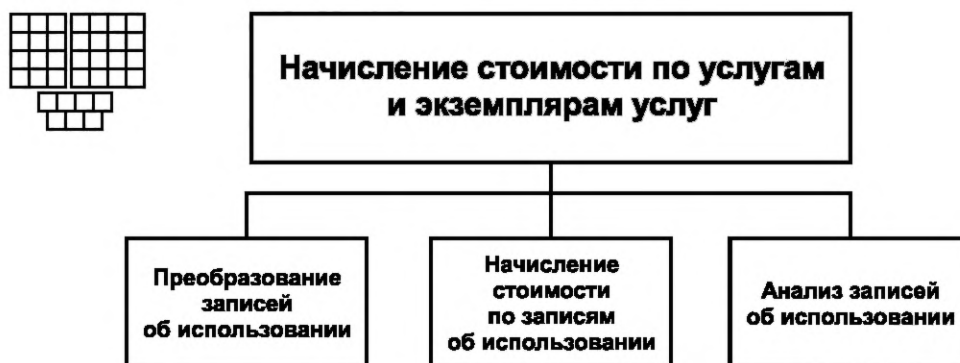 Начисление стоимости по услугам
и экземплярам услуг
Преобразование
записей
об использовании
Начисление
стоимости
по записям
об использовании
Анализ записей
об использовании